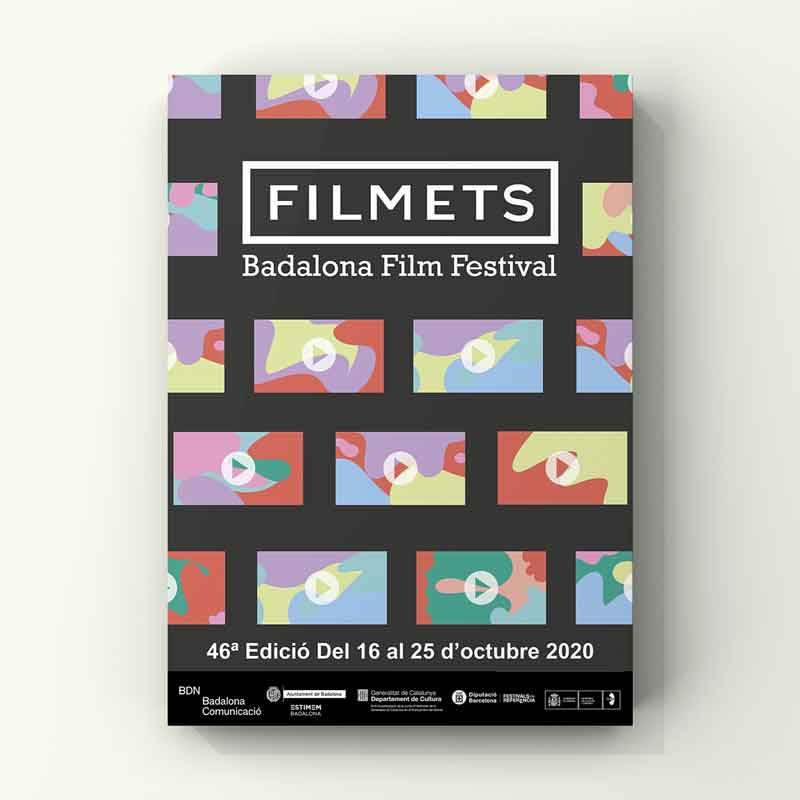 FILMETS
Badalona Film Festival
46ª Edició Del 16 al 25 d’octubre 2020
BDN
Badalona
Comunicació
Ajuntament de Badalona
ESTIMEM
BADALONA
Generalitat de Catalunya
Departament de Cultura
Diputació
Barcelona
FESTIVALS DE
REFERÈNCIA